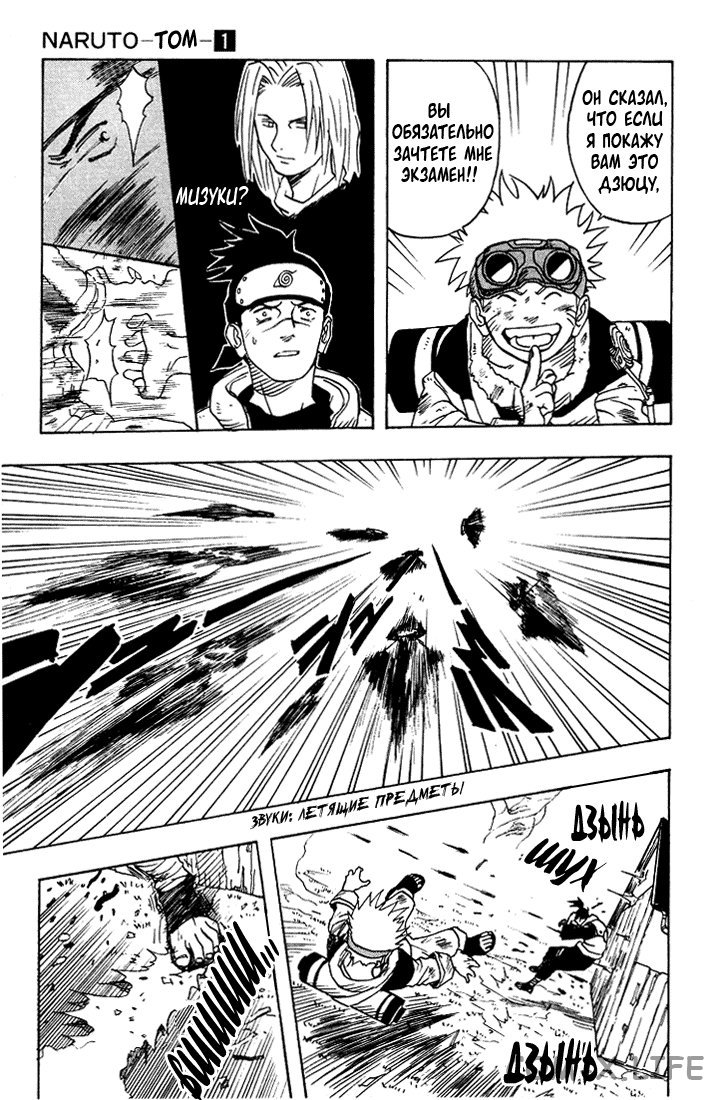 NARUTO-ТОМ-1
ОН СКАЗАЛ,
ЧТО ЕСЛИ
Я ПОКАЖУ
ВАМ ЭТО
ДЗЮЦУ,
ВЫ
ОБЯЗАТЕЛЬНО
ЗАЧТЕТЕ МНЕ
ЭКЗАМЕН!!
МИЗУКИ?
ЗВУКИ: ЛЕТЯЩИЕ ПРЕДМЕТЫ
ДЗЫНЬ
ШУХ
ДЗЫНЬ